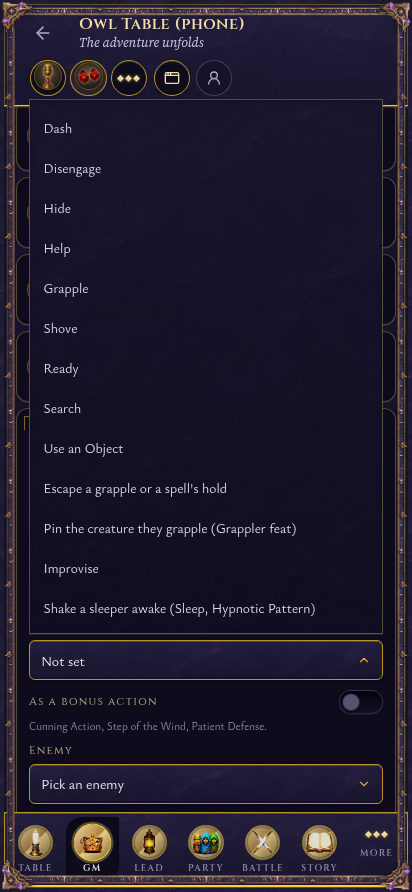 Owl Table (phone)
The adventure unfolds
Dash
Disengage
Hide
Help
Grapple
Shove
Ready
Search
Use an Object
Escape a grapple or a spell's hold
Pin the creature they grapple (Grappler feat)
Improvise
Shake a sleeper awake (Sleep, Hypnotic Pattern)
Not set
As a bonus action
Cunning Action, Step of the Wind, Patient Defense.
Enemy
Pick an enemy
Table
GM
Lead
Party
Battle
Story
More